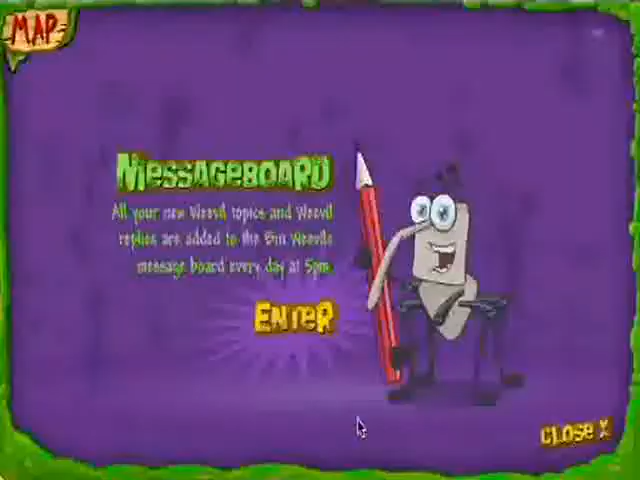 MAP
MESSAGEBOARD
All your new Weevil topics and Weevil
replies are added to the Bin Weevils
message board every day at 5pm.
ENTER
CLOSE X